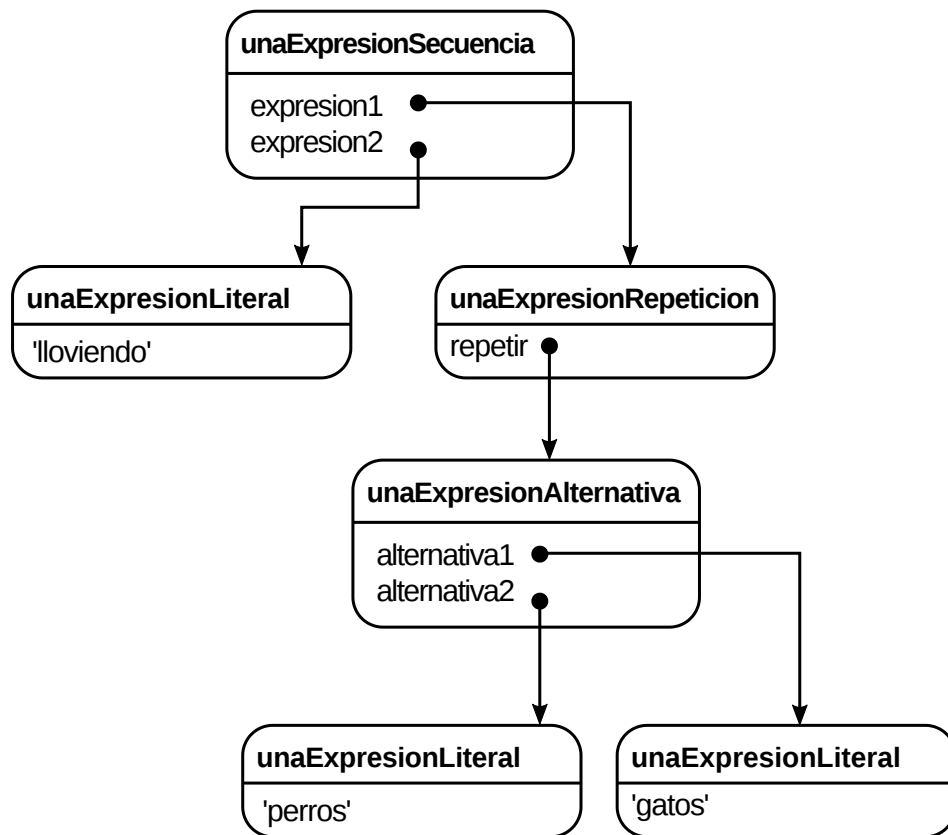 unaExpresionSecuencia
expresion1
expresion2
unaExpresionLiteral
'lloviendo'
unaExpresionRepeticion
repetir
unaExpresionAlternativa
alternativa1
alternativa2
unaExpresionLiteral
'perros'
unaExpresionLiteral
'gatos'